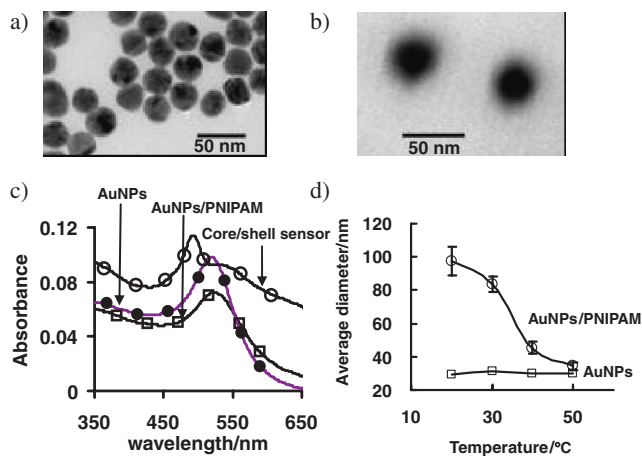 a)
50 nm
b)
50 nm
c)
AuNPs
AuNPs/PNIPAM
Core/shell sensor
0.12
0.08
0.04
0
Absorbance
350 450 550 650
wavelength/nm
d)
120
100
80
60
40
20
Average diameter/nm
AuNPs/PNIPAM
AuNPs
10 30 50
Temperature/°C